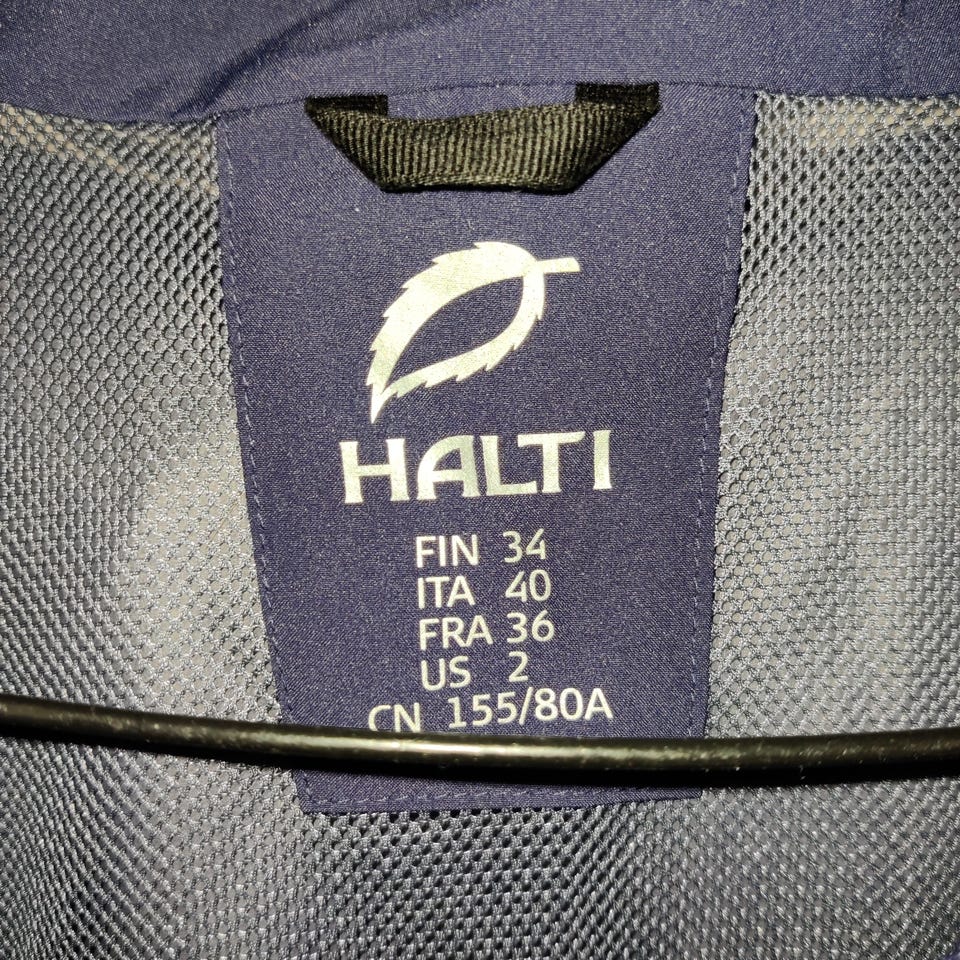 HALTI
FIN 34
ITA 40
FRA 36
US 2
CN 155/80A